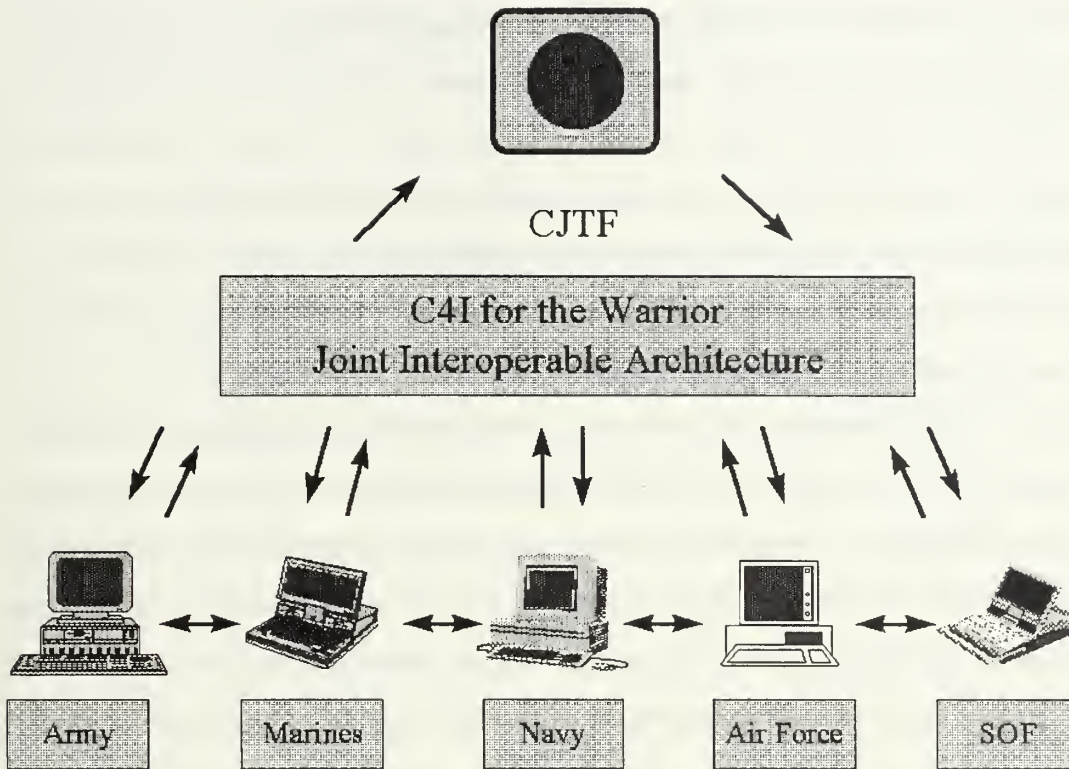 CJTF
C4I for the Warrior
Joint Interoperable Architecture
Army
Marines
Navy
Air Force
SOF